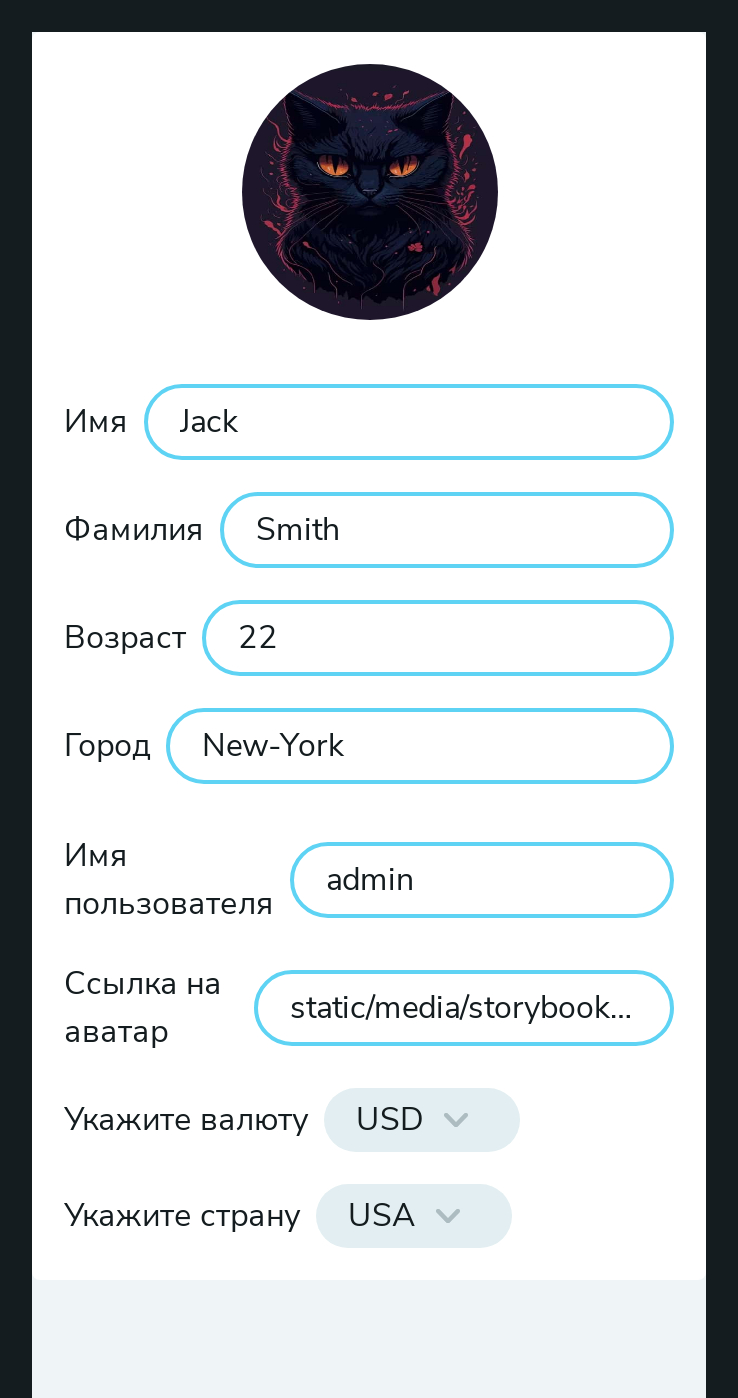 Имя Jack
Фамилия Smith
Возраст 22
Город New-York
Имя
пользователя admin
Ссылка на
аватар static/media/storybook...
Укажите валюту USD
Укажите страну USA